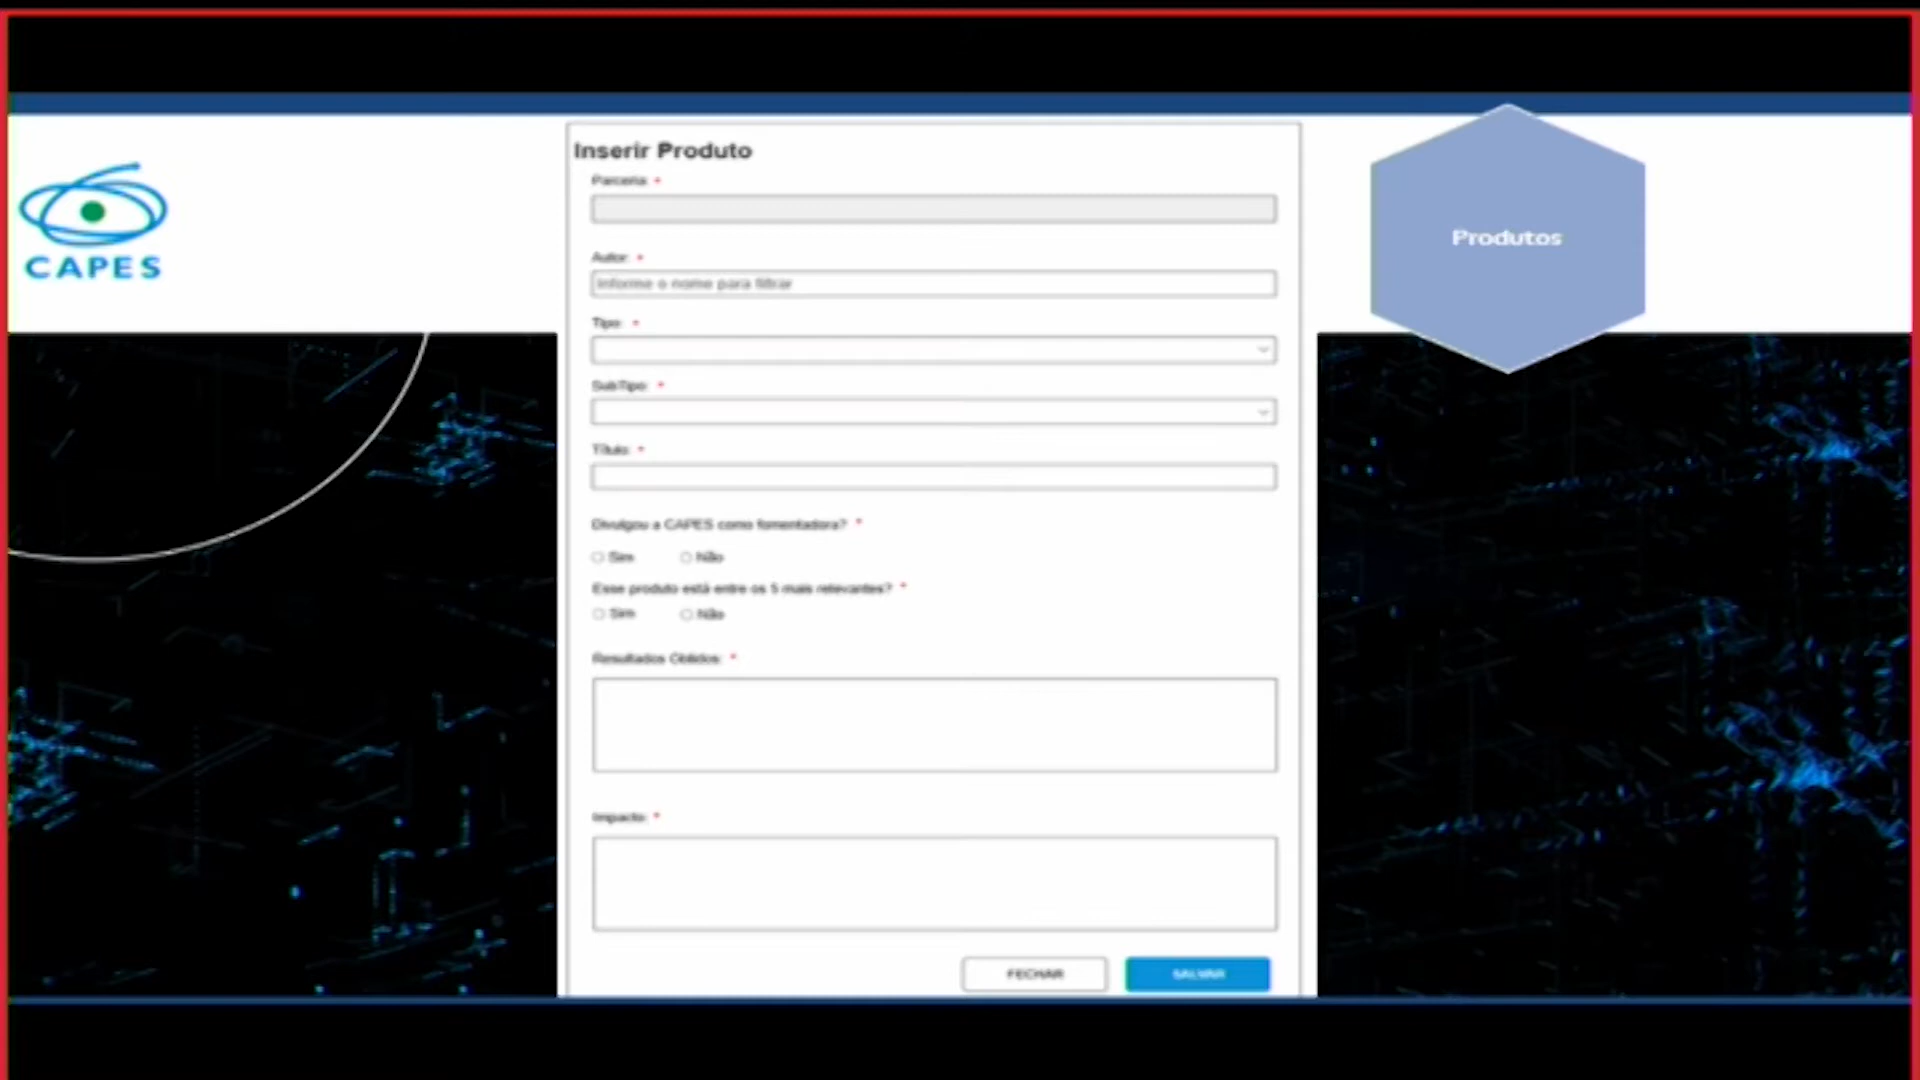 CAPES
Inserir Produto
Parceria: *
Autor: *
Informe o nome para filtrar
Tipo: *
SubTipo: *
Título: *
Divulgou a CAPES como fomentadora? *
Sim Não
Esse produto está entre os 5 mais relevantes? *
Sim Não
Resultados Obtidos: *
Impacto: *
FECHAR SALVAR
Produtos